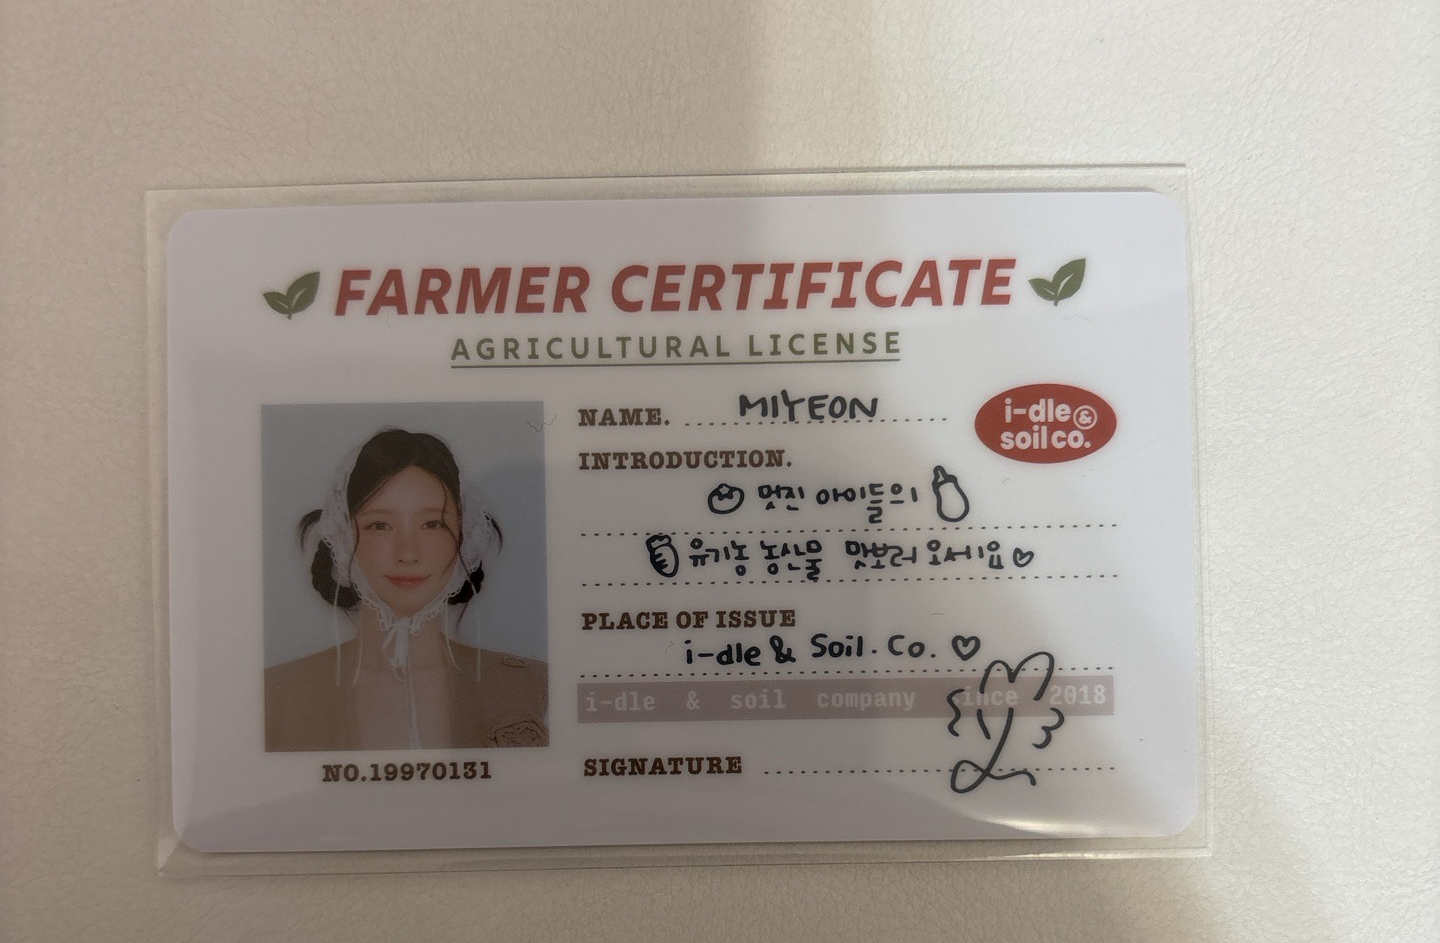 FARMER CERTIFICATE
AGRICULTURAL LICENSE
NAME. MIYEON
i-dle &
soil co.
INTRODUCTION.
멋진 아이들의
유기농 농산물 맛보러 오세요
PLACE OF ISSUE
i-dle & Soil. Co.
i-dle & soil company since 2018
NO.19970131
SIGNATURE